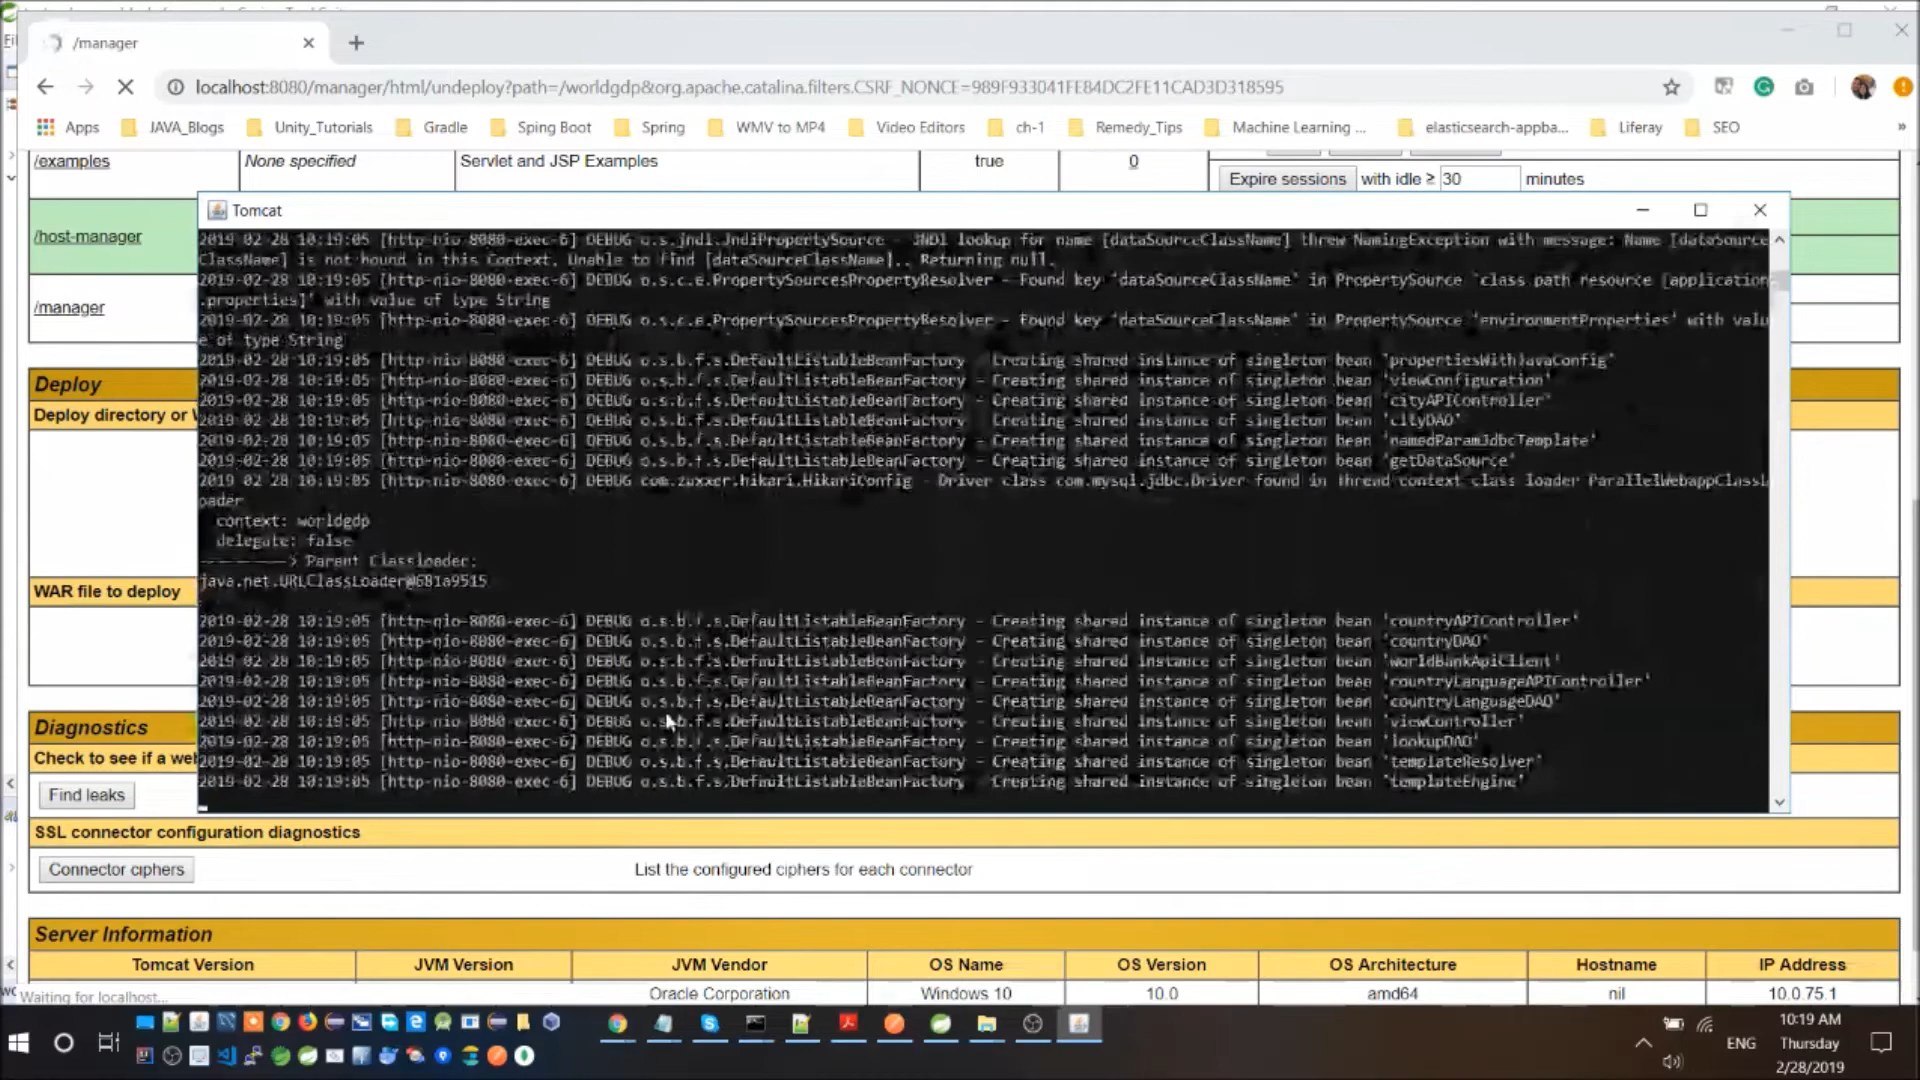 /manager
localhost:8080/manager/html/undeploy?path=/worldgdp&org.apache.catalina.filters.CSRF_NONCE=989F933041FE84DC2FE11CAD3D318595
Apps JAVA_Blogs Unity_Tutorials Gradle Sping Boot Spring WMV to MP4 Video Editors ch-1 Remedy_Tips Machine Learning ... elasticsearch-appba... Liferay SEO »
/examples None specified Servlet and JSP Examples true 0
Expire sessions with idle ≥ 30 minutes
Tomcat
/host-manager
/manager
2019-02-28 10:19:05 [http-nio-8080-exec-6] DEBUG o.s.jndi.JndiPropertySource - JNDI lookup for name [dataSourceClassName] threw NamingException with message: Name [dataSource
ClassName] is not bound in this Context. Unable to find [dataSourceClassName].. Returning null.
2019-02-28 10:19:05 [http-nio-8080-exec-6] DEBUG o.s.c.e.PropertySourcesPropertyResolver - Found key 'dataSourceClassName' in PropertySource 'class path resource [application
.properties]' with value of type String
2019-02-28 10:19:05 [http-nio-8080-exec-6] DEBUG o.s.c.e.PropertySourcesPropertyResolver - Found key 'dataSourceClassName' in PropertySource 'environmentProperties' with valu
e of type String
2019-02-28 10:19:05 [http-nio-8080-exec-6] DEBUG o.s.b.f.s.DefaultListableBeanFactory - Creating shared instance of singleton bean 'propertiesWithJavaConfig'
2019-02-28 10:19:05 [http-nio-8080-exec-6] DEBUG o.s.b.f.s.DefaultListableBeanFactory - Creating shared instance of singleton bean 'viewConfiguration'
2019-02-28 10:19:05 [http-nio-8080-exec-6] DEBUG o.s.b.f.s.DefaultListableBeanFactory - Creating shared instance of singleton bean 'cityAPIController'
2019-02-28 10:19:05 [http-nio-8080-exec-6] DEBUG o.s.b.f.s.DefaultListableBeanFactory - Creating shared instance of singleton bean 'cityDAO'
2019-02-28 10:19:05 [http-nio-8080-exec-6] DEBUG o.s.b.f.s.DefaultListableBeanFactory - Creating shared instance of singleton bean 'namedParamJdbcTemplate'
2019-02-28 10:19:05 [http-nio-8080-exec-6] DEBUG o.s.b.f.s.DefaultListableBeanFactory - Creating shared instance of singleton bean 'getDataSource'
2019-02-28 10:19:05 [http-nio-8080-exec-6] DEBUG com.zaxxer.hikari.HikariConfig - Driver class com.mysql.jdbc.Driver found in Thread context class loader ParallelWebappClassL
oader
context: worldgdp
delegate: false
----------> Parent Classloader:
java.net.URLClassLoader@681a9515
2019-02-28 10:19:05 [http-nio-8080-exec-6] DEBUG o.s.b.f.s.DefaultListableBeanFactory - Creating shared instance of singleton bean 'countryAPIController'
2019-02-28 10:19:05 [http-nio-8080-exec-6] DEBUG o.s.b.f.s.DefaultListableBeanFactory - Creating shared instance of singleton bean 'countryDAO'
2019-02-28 10:19:05 [http-nio-8080-exec-6] DEBUG o.s.b.f.s.DefaultListableBeanFactory - Creating shared instance of singleton bean 'worldBankApiClient'
2019-02-28 10:19:05 [http-nio-8080-exec-6] DEBUG o.s.b.f.s.DefaultListableBeanFactory - Creating shared instance of singleton bean 'countryLanguageAPIController'
2019-02-28 10:19:05 [http-nio-8080-exec-6] DEBUG o.s.b.f.s.DefaultListableBeanFactory - Creating shared instance of singleton bean 'countryLanguageDAO'
2019-02-28 10:19:05 [http-nio-8080-exec-6] DEBUG o.s.b.f.s.DefaultListableBeanFactory - Creating shared instance of singleton bean 'viewController'
2019-02-28 10:19:05 [http-nio-8080-exec-6] DEBUG o.s.b.f.s.DefaultListableBeanFactory - Creating shared instance of singleton bean 'lookupDAO'
2019-02-28 10:19:05 [http-nio-8080-exec-6] DEBUG o.s.b.f.s.DefaultListableBeanFactory - Creating shared instance of singleton bean 'templateResolver'
2019-02-28 10:19:05 [http-nio-8080-exec-6] DEBUG o.s.b.f.s.DefaultListableBeanFactory - Creating shared instance of singleton bean 'templateEngine'
Deploy
Deploy directory or
WAR file to deploy
Diagnostics
Check to see if a we
Find leaks
SSL connector configuration diagnostics
Connector ciphers List the configured ciphers for each connector
Server Information
Tomcat Version JVM Version JVM Vendor OS Name OS Version OS Architecture Hostname IP Address
Oracle Corporation Windows 10 10.0 amd64 nil 10.0.75.1
Waiting for localhost...
10:19 AM
ENG Thursday
2/28/2019